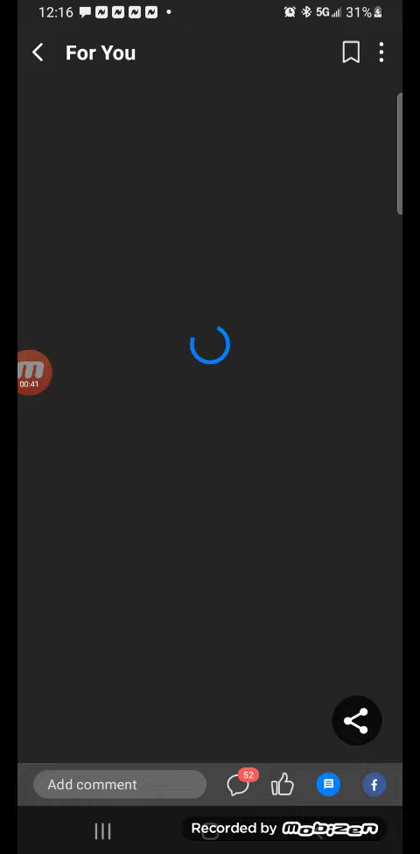 12:16 5G 31%
For You
m
00:41
52
Add comment
f
Recorded by mobizen